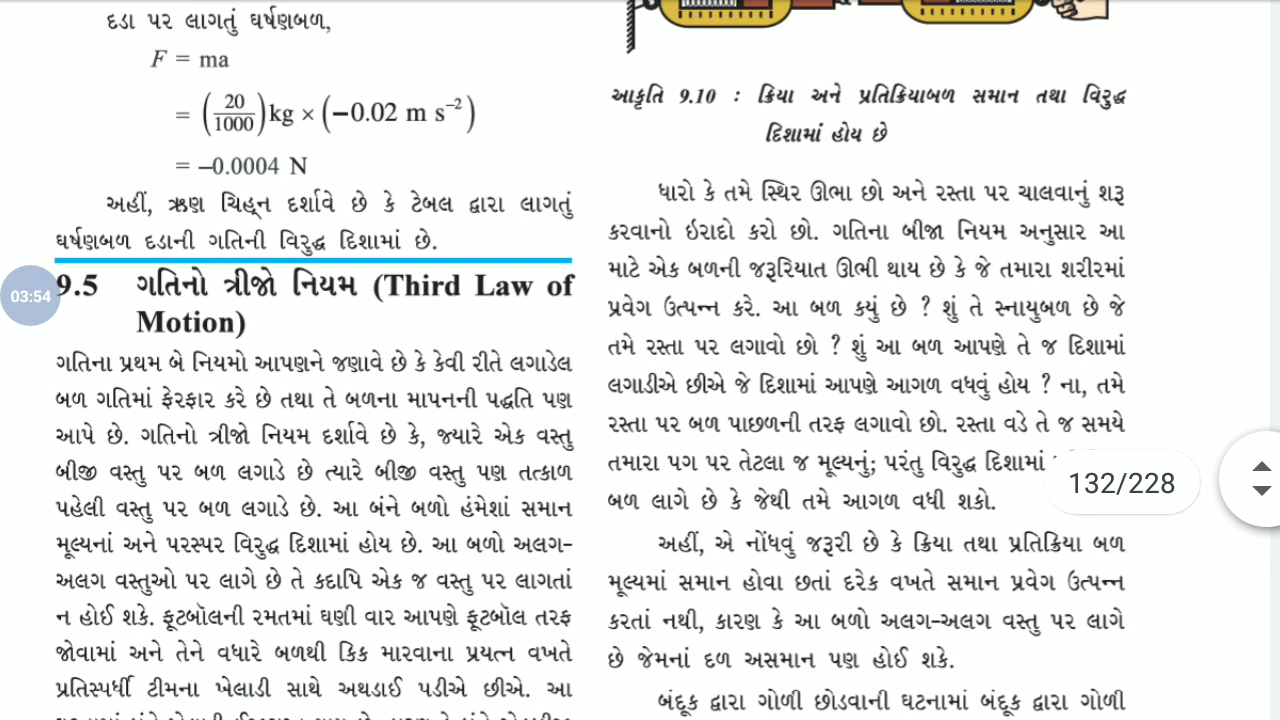 દડા પર લાગતું ઘર્ષણબળ,
F = ma
= (20/1000) kg × (−0.02 m s⁻²)
= –0.0004 N
અહીં, ઋણ ચિહ્ન દર્શાવે છે કે ટેબલ દ્વારા લાગતું
ઘર્ષણબળ દડાની ગતિની વિરુદ્ધ દિશામાં છે.
03:54
9.5 ગતિનો ત્રીજો નિયમ (Third Law of
Motion)
ગતિના પ્રથમ બે નિયમો આપણને જણાવે છે કે કેવી રીતે લગાડેલ
બળ ગતિમાં ફેરફાર કરે છે તથા તે બળના માપનની પદ્ધતિ પણ
આપે છે. ગતિનો ત્રીજો નિયમ દર્શાવે છે કે, જ્યારે એક વસ્તુ
બીજી વસ્તુ પર બળ લગાડે છે ત્યારે બીજી વસ્તુ પણ તત્કાળ
પહેલી વસ્તુ પર બળ લગાડે છે. આ બંને બળો હંમેશાં સમાન
મૂલ્યનાં અને પરસ્પર વિરુદ્ધ દિશામાં હોય છે. આ બળો અલગ-
અલગ વસ્તુઓ પર લાગે છે તે કદાપિ એક જ વસ્તુ પર લાગતાં
ન હોઈ શકે. ફૂટબૉલની રમતમાં ઘણી વાર આપણે ફૂટબૉલ તરફ
જોવામાં અને તેને વધારે બળથી કિક મારવાના પ્રયત્ન વખતે
પ્રતિસ્પર્ધી ટીમના ખેલાડી સાથે અથડાઈ પડીએ છીએ. આ
આકૃતિ 9.10 : ક્રિયા અને પ્રતિક્રિયાબળ સમાન તથા વિરુદ્ધ
દિશામાં હોય છે
ધારો કે તમે સ્થિર ઊભા છો અને રસ્તા પર ચાલવાનું શરૂ
કરવાનો ઇરાદો કરો છો. ગતિના બીજા નિયમ અનુસાર આ
માટે એક બળની જરૂરિયાત ઊભી થાય છે કે જે તમારા શરીરમાં
પ્રવેગ ઉત્પન્ન કરે. આ બળ કયું છે ? શું તે સ્નાયુબળ છે જે
તમે રસ્તા પર લગાવો છો ? શું આ બળ આપણે તે જ દિશામાં
લગાડીએ છીએ જે દિશામાં આપણે આગળ વધવું હોય ? ના, તમે
રસ્તા પર બળ પાછળની તરફ લગાવો છો. રસ્તા વડે તે જ સમયે
તમારા પગ પર તેટલા જ મૂલ્યનું; પરંતુ વિરુદ્ધ દિશામાં
બળ લાગે છે કે જેથી તમે આગળ વધી શકો.
132/228
અહીં, એ નોંધવું જરૂરી છે કે ક્રિયા તથા પ્રતિક્રિયા બળ
મૂલ્યમાં સમાન હોવા છતાં દરેક વખતે સમાન પ્રવેગ ઉત્પન્ન
કરતાં નથી, કારણ કે આ બળો અલગ-અલગ વસ્તુ પર લાગે
છે જેમનાં દળ અસમાન પણ હોઈ શકે.
બંદૂક દ્વારા ગોળી છોડવાની ઘટનામાં બંદૂક દ્વારા ગોળી